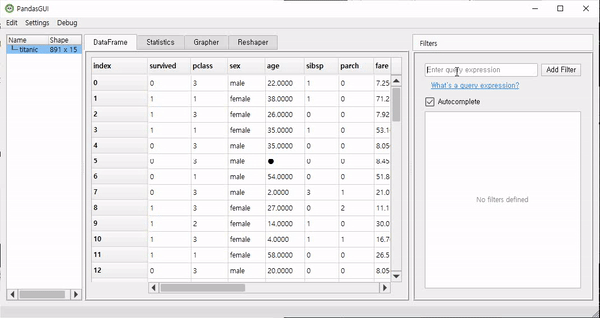 PandasGUI
Edit Settings Debug
Name Shape
titanic 891 x 15
DataFrame Statistics Grapher Reshaper
index survived pclass sex age sibsp parch fare
0 0 3 male 22.0000 1 0 7.25
1 1 1 female 38.0000 1 0 71.2
2 1 3 female 26.0000 0 0 7.92
3 1 1 female 35.0000 1 0 53.1
4 0 3 male 35.0000 0 0 8.05
5 0 3 male 0 0 8.45
6 0 1 male 54.0000 0 0 51.8
7 0 3 male 2.0000 3 1 21.0
8 1 3 female 27.0000 0 2 11.1
9 1 2 female 14.0000 1 0 30.0
10 1 3 female 4.0000 1 1 16.7
11 1 1 female 58.0000 0 0 26.5
12 0 3 male 20.0000 0 0 8.05
Filters
Enter query expression Add Filter
What's a query expression?
Autocomplete
No filters defined